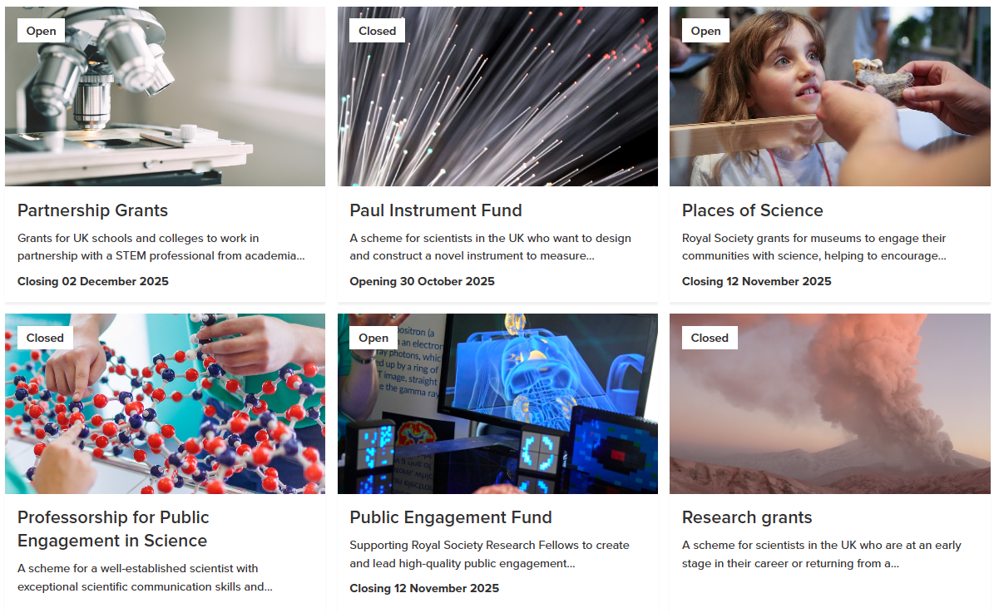 Open
Partnership Grants
Grants for UK schools and colleges to work in
partnership with a STEM professional from academia...
Closing 02 December 2025
Closed
Paul Instrument Fund
A scheme for scientists in the UK who want to design
and construct a novel instrument to measure...
Opening 30 October 2025
Open
Places of Science
Royal Society grants for museums to engage their
communities with science, helping to encourage...
Closing 12 November 2025
Closed
Professorship for Public
Engagement in Science
A scheme for a well-established scientist with
exceptional scientific communication skills and...
Open
positron (a
an electron
ray photons, whic
ed up by a ring of
T image, straight
e the gamma ray
Public Engagement Fund
Supporting Royal Society Research Fellows to create
and lead high-quality public engagement...
Closing 12 November 2025
Closed
Research grants
A scheme for scientists in the UK who are at an early
stage in their career or returning from a...